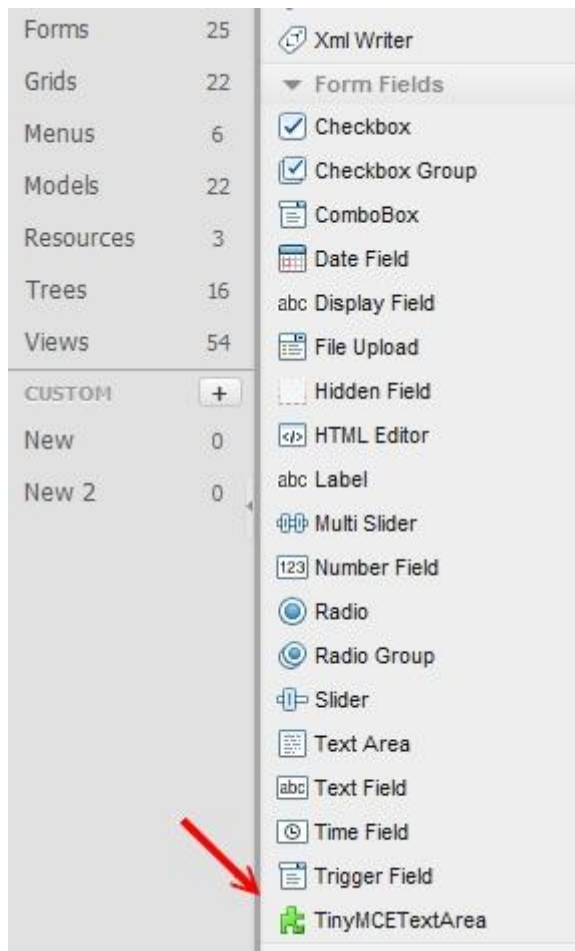 Forms 25
Grids 22
Menus 6
Models 22
Resources 3
Trees 16
Views 54
CUSTOM +
New 0
New 2 0
Xml Writer
Form Fields
Checkbox
Checkbox Group
ComboBox
Date Field
abc Display Field
File Upload
Hidden Field
</> HTML Editor
abc Label
Multi Slider
123 Number Field
Radio
Radio Group
Slider
Text Area
abc Text Field
Time Field
Trigger Field
TinyMCETextArea